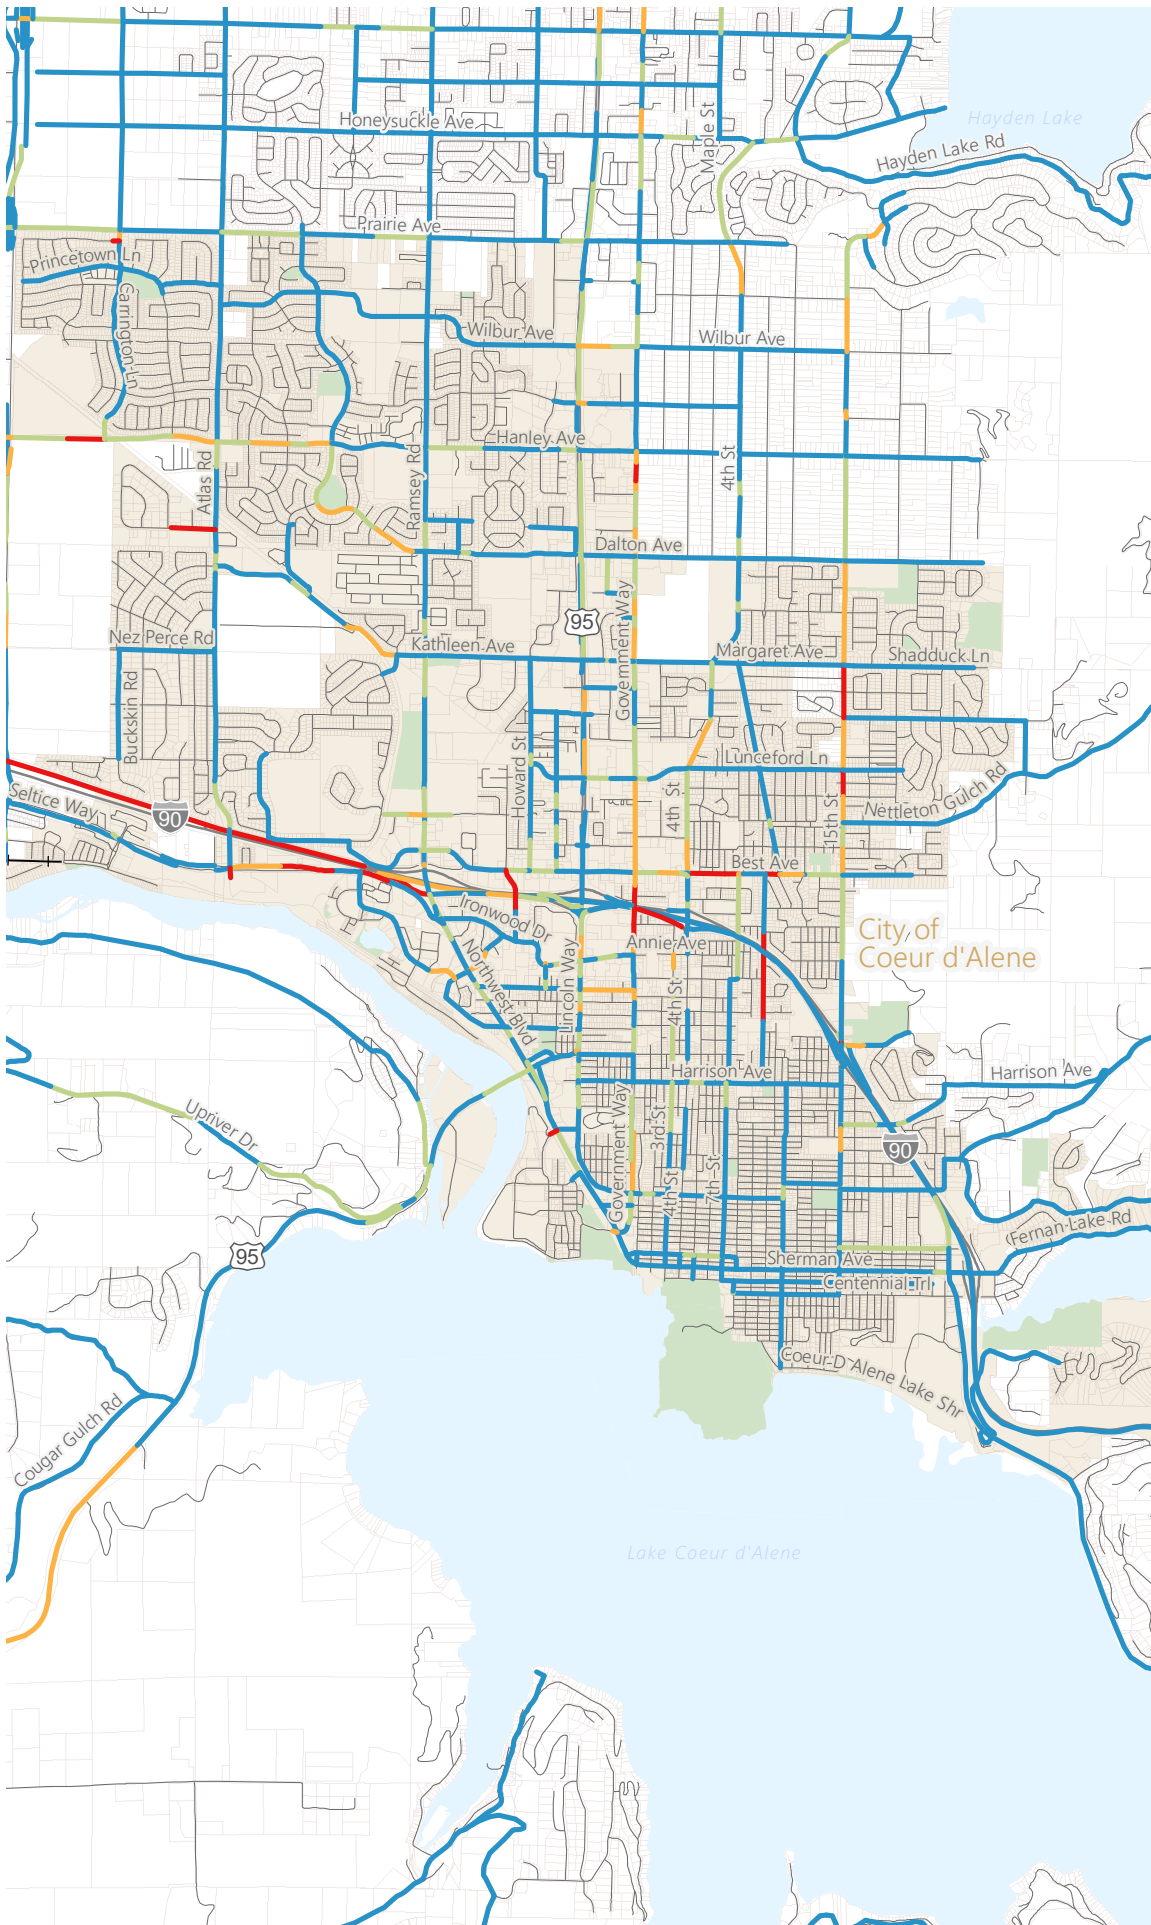 Hayden Lake
Honeysuckle Ave
Maple St
Hayden Lake Rd
Prairie Ave
Princetown Ln
Carrington Ln
Wilbur Ave
Wilbur Ave
Hanley Ave
Atlas Rd
Ramsey Rd
4th St
Dalton Ave
Government Way
95
Nez Perce Rd
Kathleen Ave
Margaret Ave
Shadduck Ln
Buckskin Rd
Howard St
Lunceford Ln
Seltice Way
90
4th St
15th St
Nettleton Gulch Rd
Best Ave
Ironwood Dr
Annie Ave
City of
Coeur d'Alene
Northwest Blvd
Lincoln Way
4th St
Harrison Ave
Harrison Ave
Upriver Dr
Government Way
3rd St
90
4th St
7th St
Fernan Lake Rd
95
Sherman Ave
Centennial Trl
Coeur D Alene Lake Shr
Cougar Gulch Rd
Lake Coeur d'Alene